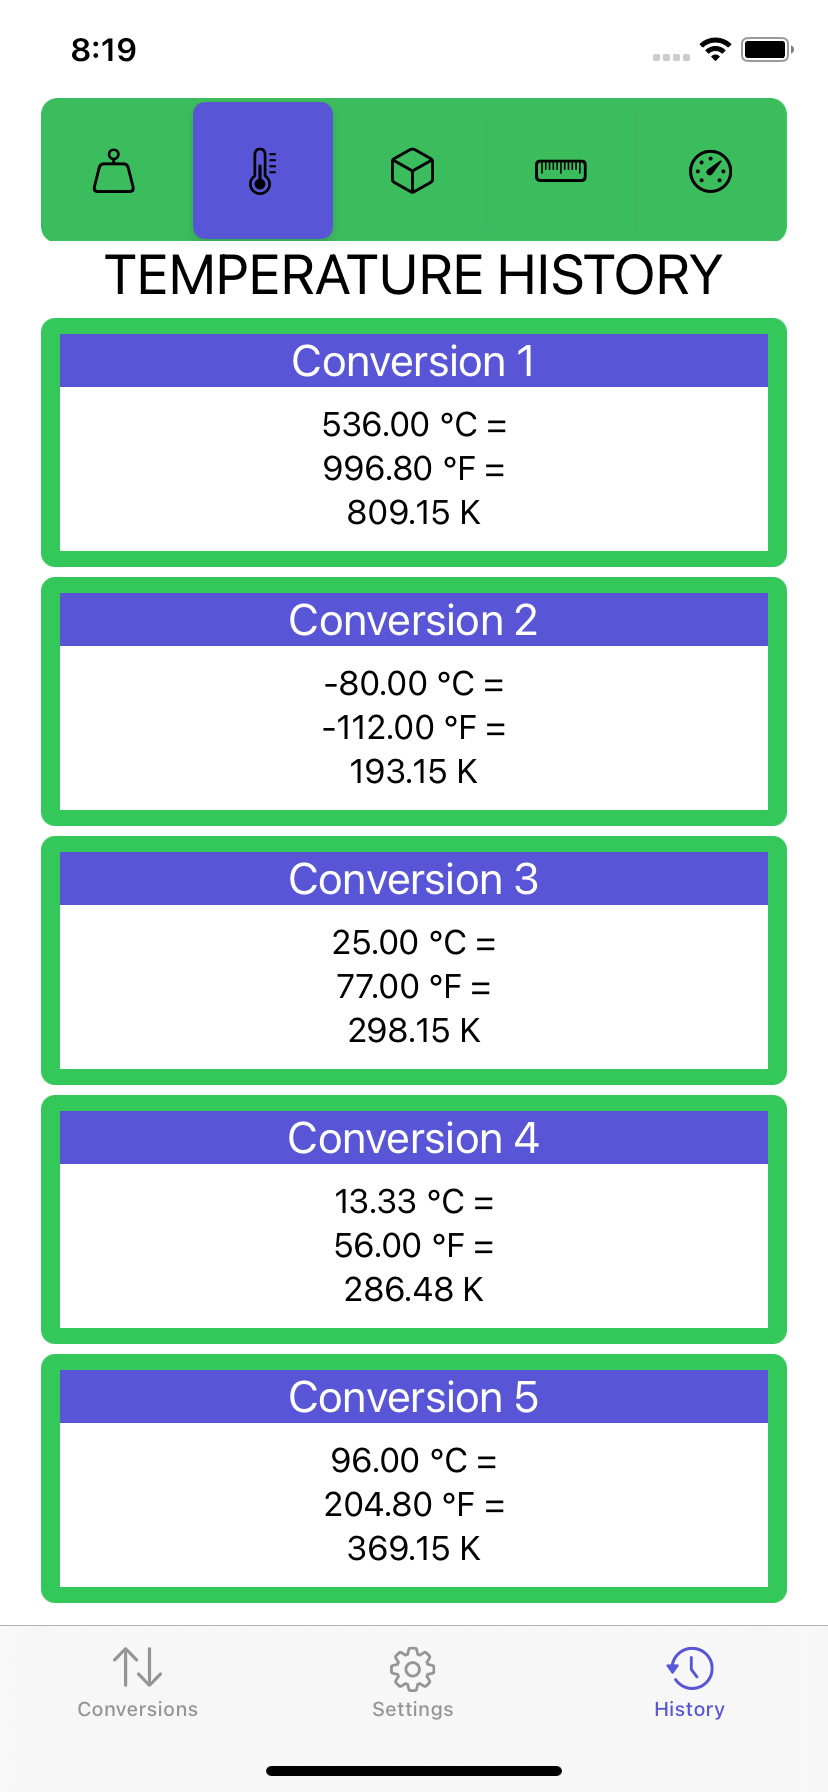 8:19
TEMPERATURE HISTORY
Conversion 1
536.00 °C =
996.80 °F =
809.15 K
Conversion 2
-80.00 °C =
-112.00 °F =
193.15 K
Conversion 3
25.00 °C =
77.00 °F =
298.15 K
Conversion 4
13.33 °C =
56.00 °F =
286.48 K
Conversion 5
96.00 °C =
204.80 °F =
369.15 K
Conversions
Settings
History